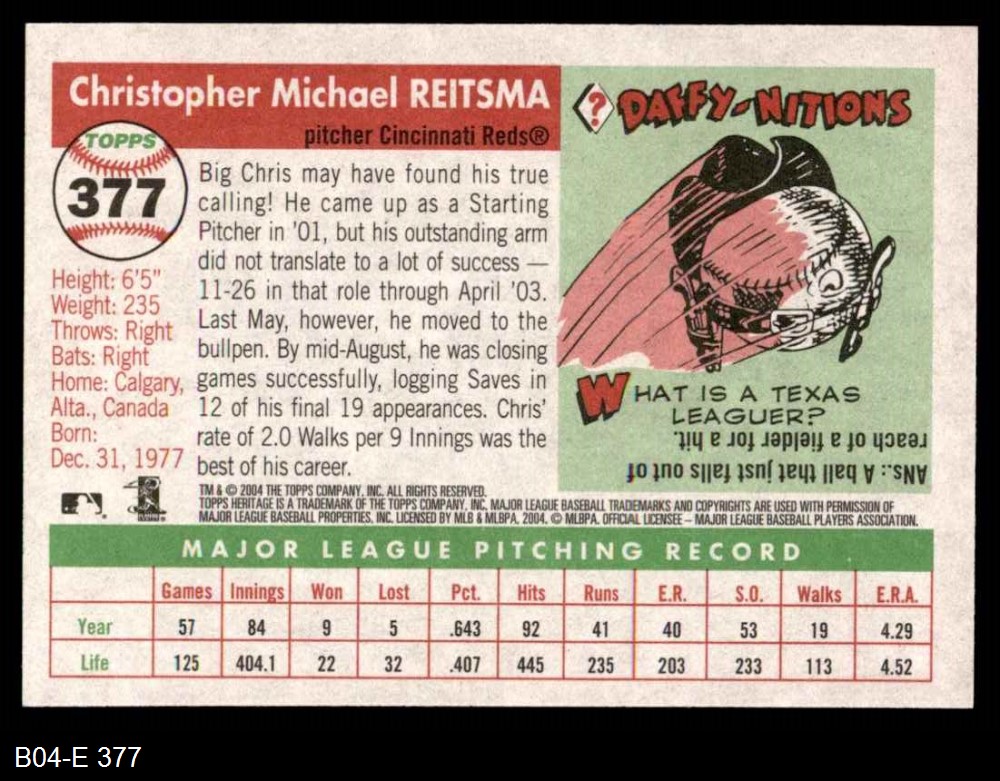 Christopher Michael REITSMA
pitcher Cincinnati Reds®
TOPPS
377
Height: 6'5"
Weight: 235
Throws: Right
Bats: Right
Home: Calgary,
Alta., Canada
Born:
Dec. 31, 1977
Big Chris may have found his true
calling! He came up as a Starting
Pitcher in '01, but his outstanding arm
did not translate to a lot of success —
11-26 in that role through April '03.
Last May, however, he moved to the
bullpen. By mid-August, he was closing
games successfully, logging Saves in
12 of his final 19 appearances. Chris'
rate of 2.0 Walks per 9 Innings was the
best of his career.
? DAFFY-NITIONS
WHAT IS A TEXAS
LEAGUER?
ANs.: A ball that just falls out of
reach of a fielder for a hit.
TM & © 2004 THE TOPPS COMPANY, INC. ALL RIGHTS RESERVED.
TOPPS HERITAGE IS A TRADEMARK OF THE TOPPS COMPANY, INC. MAJOR LEAGUE BASEBALL TRADEMARKS AND COPYRIGHTS ARE USED WITH PERMISSION OF
MAJOR LEAGUE BASEBALL PROPERTIES, INC. LICENSED BY MLB & MLBPA, 2004. © MLBPA. OFFICIAL LICENSEE – MAJOR LEAGUE BASEBALL PLAYERS ASSOCIATION.
MAJOR LEAGUE PITCHING RECORD
Games Innings Won Lost Pct. Hits Runs E.R. S.O. Walks E.R.A.
Year 57 84 9 5 .643 92 41 40 53 19 4.29
Life 125 404.1 22 32 .407 445 235 203 233 113 4.52
B04-E 377